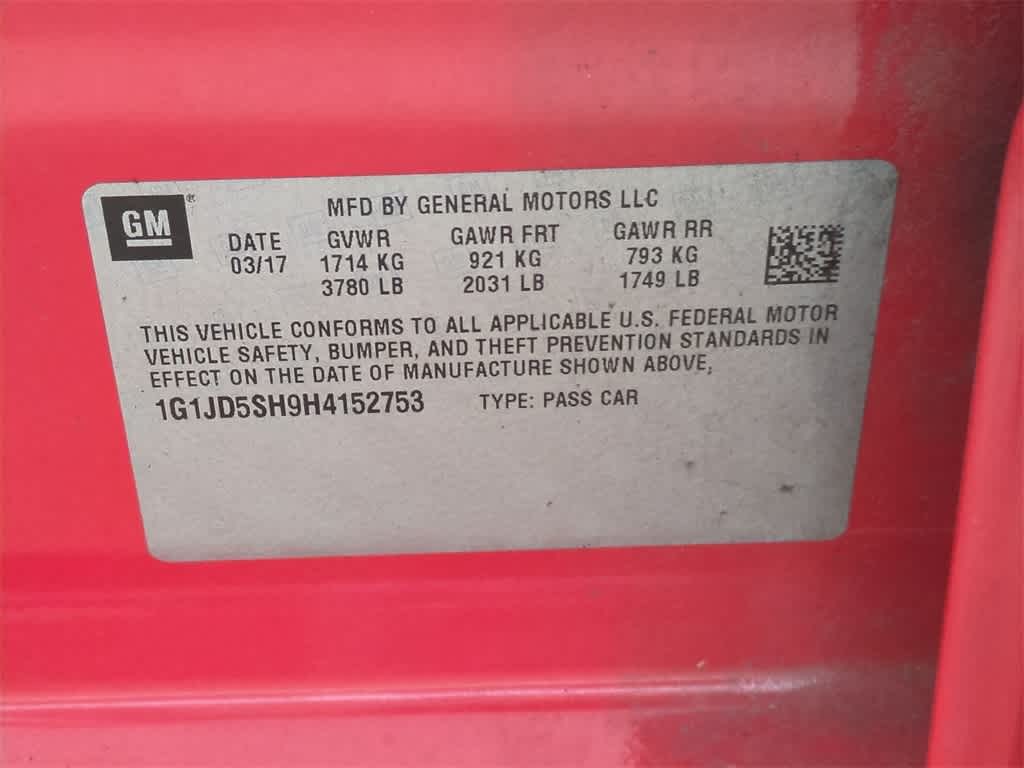 GM®
MFD BY GENERAL MOTORS LLC
DATE GVWR GAWR FRT GAWR RR
03/17 1714 KG 921 KG 793 KG
3780 LB 2031 LB 1749 LB
THIS VEHICLE CONFORMS TO ALL APPLICABLE U.S. FEDERAL MOTOR
VEHICLE SAFETY, BUMPER, AND THEFT PREVENTION STANDARDS IN
EFFECT ON THE DATE OF MANUFACTURE SHOWN ABOVE,
1G1JD5SH9H4152753 TYPE: PASS CAR